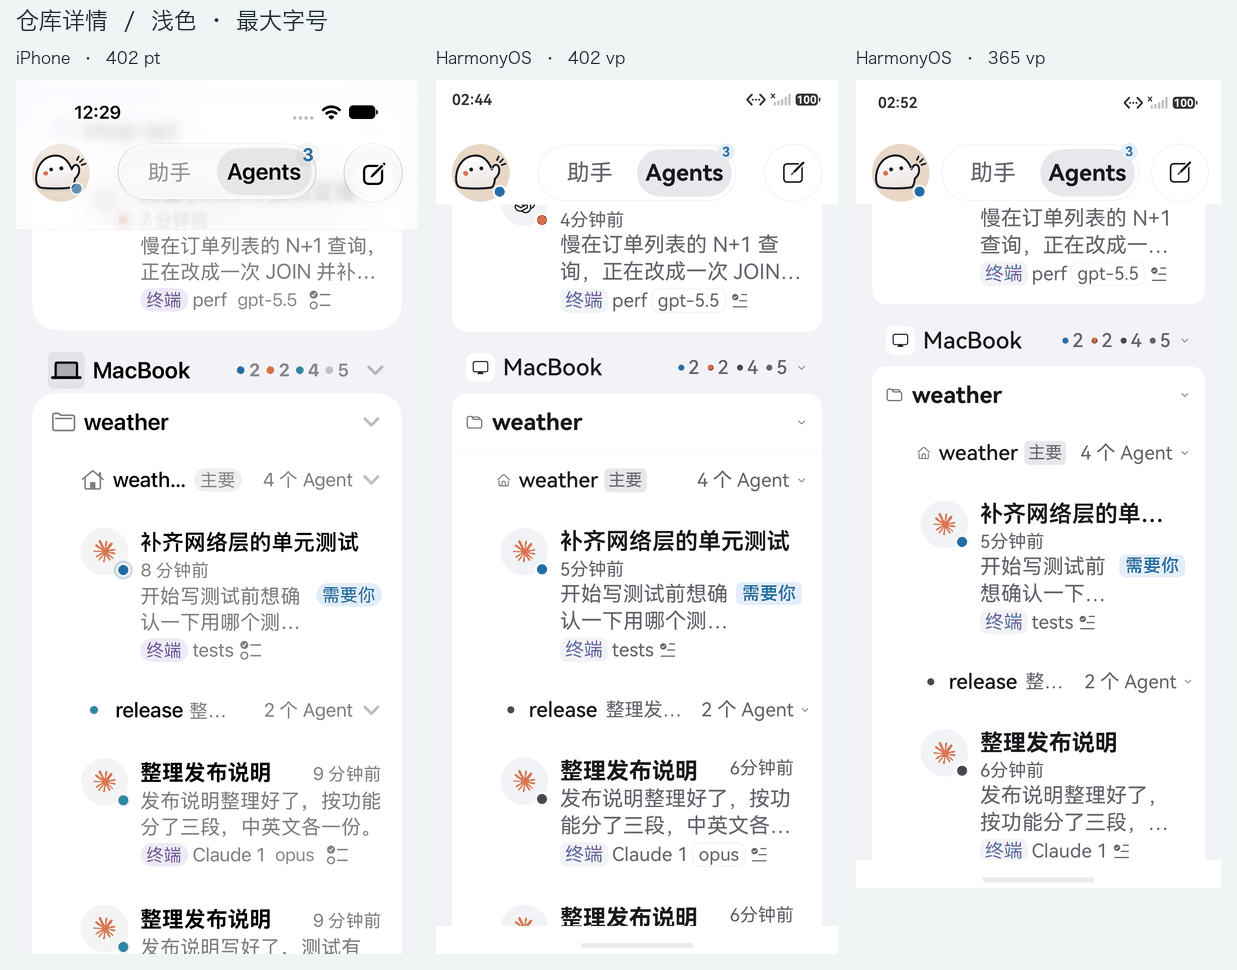 仓库详情 / 浅色 · 最大字号
iPhone · 402 pt
12:29
助手 Agents 3
7 分钟前
慢在订单列表的 N+1 查询，
正在改成一次 JOIN 并补…
终端 perf gpt-5.5
MacBook 2 2 4 5
weather
weath… 主要 4 个 Agent
补齐网络层的单元测试
8 分钟前
开始写测试前想确 需要你
认一下用哪个测…
终端 tests
release 整… 2 个 Agent
整理发布说明 9 分钟前
发布说明整理好了，按功能
分了三段，中英文各一份。
终端 Claude 1 opus
整理发布说明 9 分钟前
发布说明写好了，测试有
HarmonyOS · 402 vp
02:44 100
助手 Agents 3
4分钟前
慢在订单列表的 N+1 查
询，正在改成一次 JOIN…
终端 perf gpt-5.5
MacBook 2 2 4 5
weather
weather 主要 4 个 Agent
补齐网络层的单元测试
5分钟前
开始写测试前想确 需要你
认一下用哪个测…
终端 tests
release 整理发… 2 个 Agent
整理发布说明 6分钟前
发布说明整理好了，按功
能分了三段，中英文各…
终端 Claude 1 opus
整理发布说明 6分钟前
HarmonyOS · 365 vp
02:52 100
助手 Agents 3
慢在订单列表的 N+1
查询，正在改成一…
终端 perf gpt-5.5
MacBook 2 2 4 5
weather
weather 主要 4 个 Agent
补齐网络层的单…
5分钟前
开始写测试前 需要你
想确认一下…
终端 tests
release 整… 2 个 Agent
整理发布说明
6分钟前
发布说明整理好了，
按功能分了三段，…
终端 Claude 1